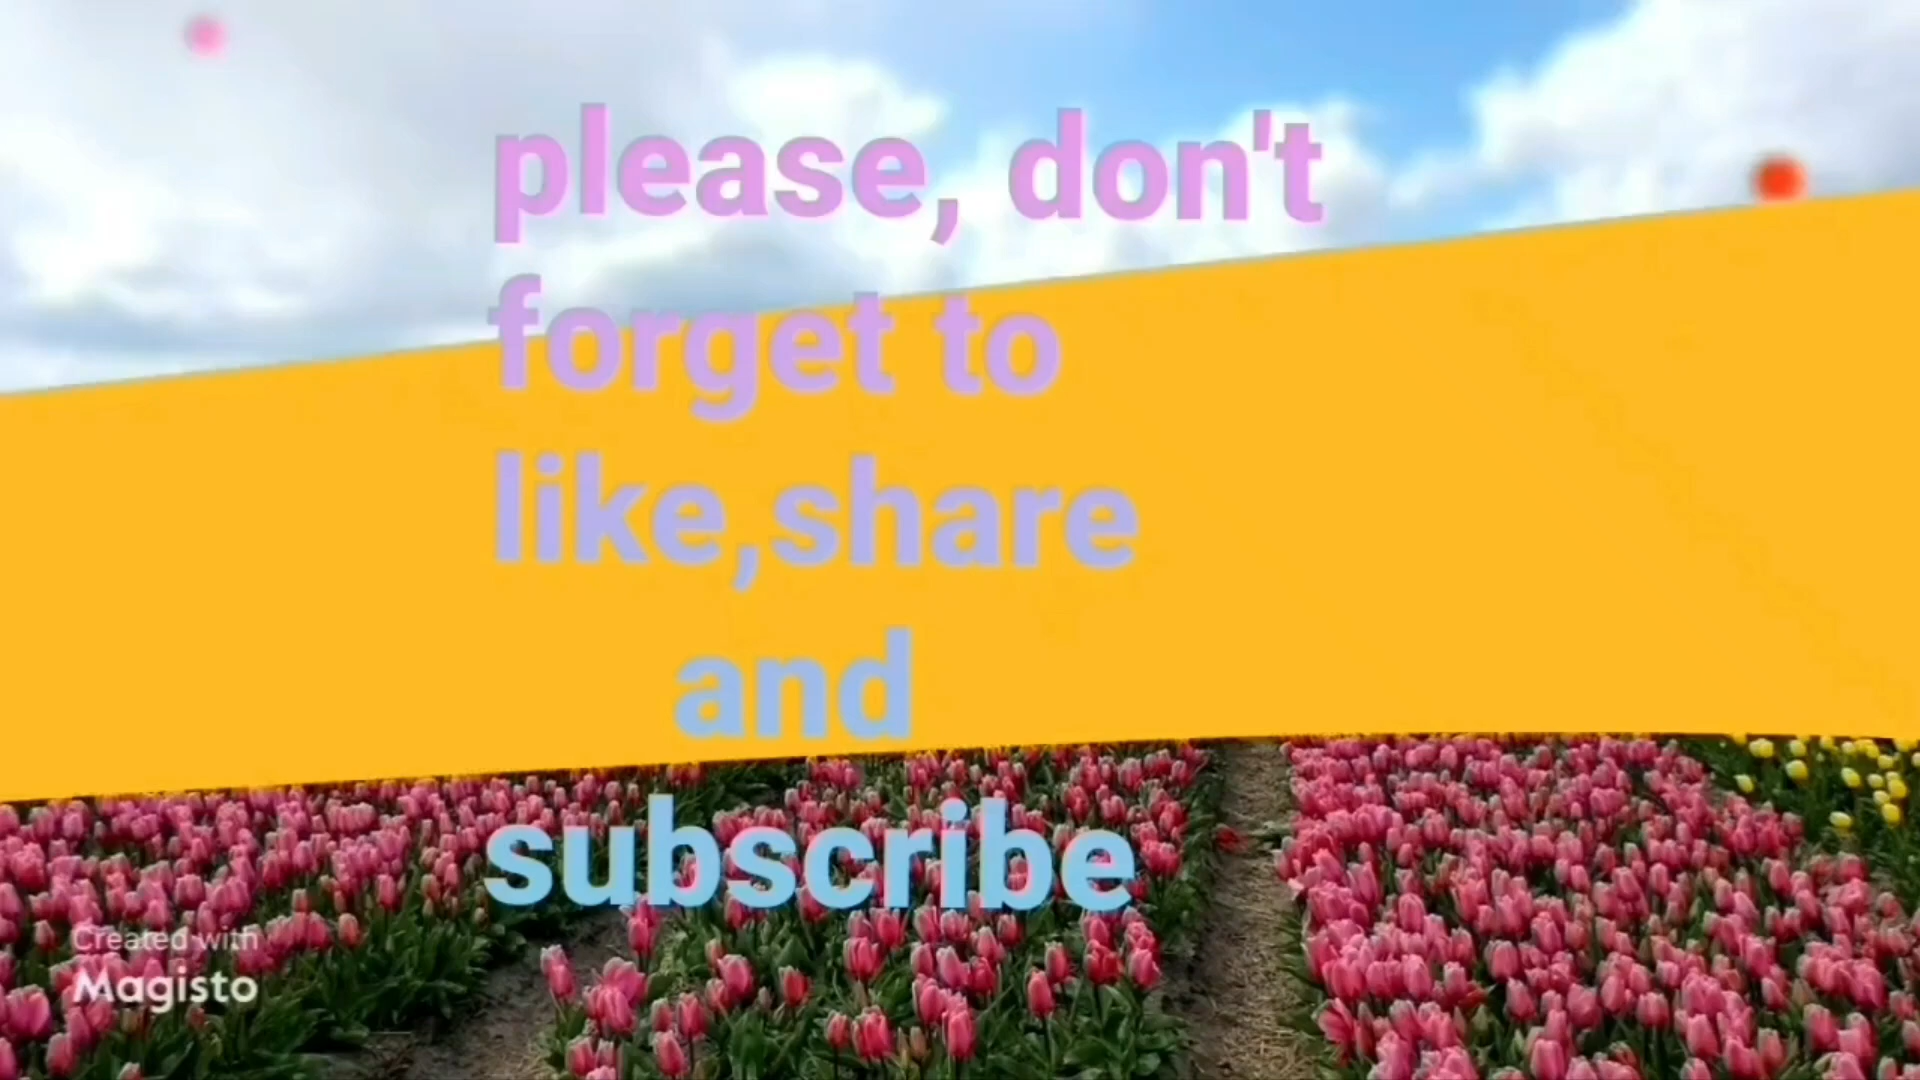 please, don't
forget to
like,share
and
subscribe
Created with
Magisto